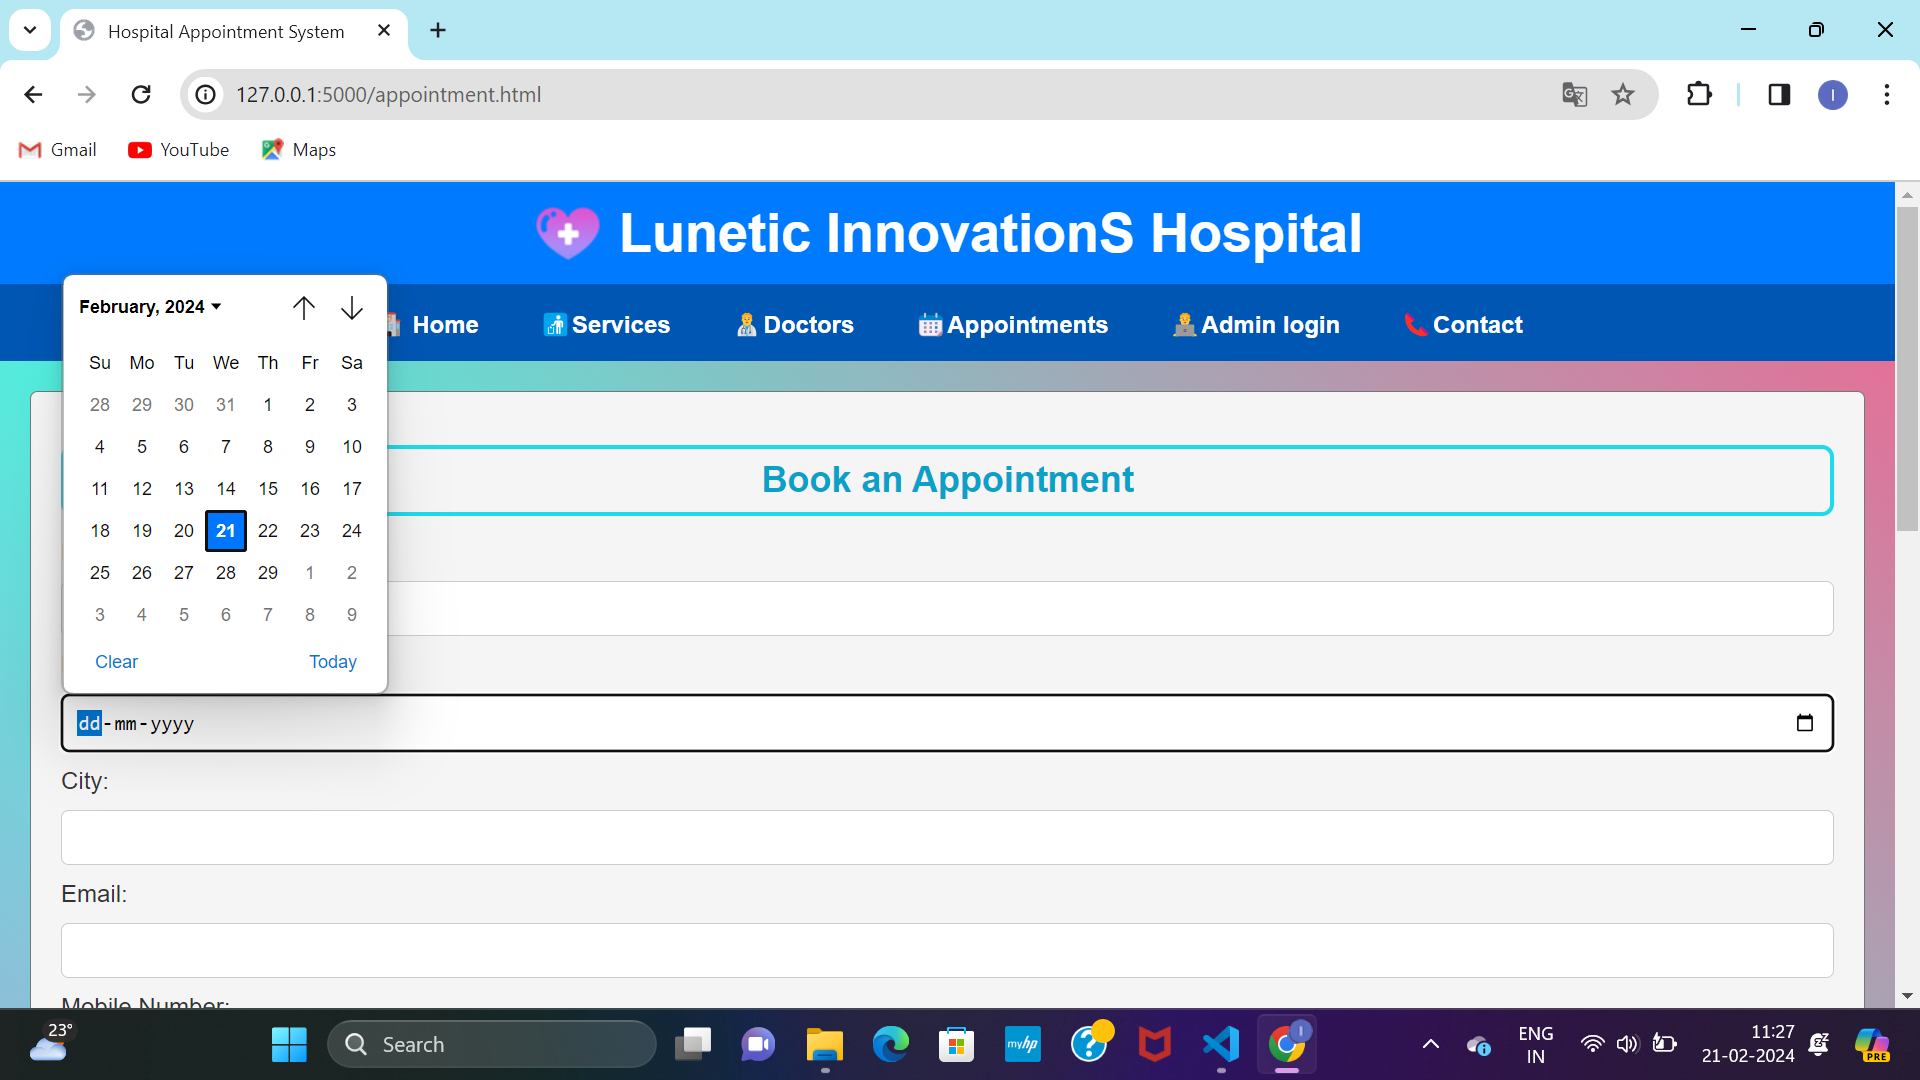 Hospital Appointment System
127.0.0.1:5000/appointment.html
I
Gmail YouTube Maps
Lunetic InnovationS Hospital
Home Services Doctors Appointments Admin login Contact
February, 2024
Su Mo Tu We Th Fr Sa
28 29 30 31 1 2 3
4 5 6 7 8 9 10
11 12 13 14 15 16 17
18 19 20 21 22 23 24
25 26 27 28 29 1 2
3 4 5 6 7 8 9
Clear Today
Book an Appointment
dd-mm-yyyy
City:
Email:
Mobile Number:
23°
Search
myhp
I
ENG
IN
11:27
21-02-2024
PRE